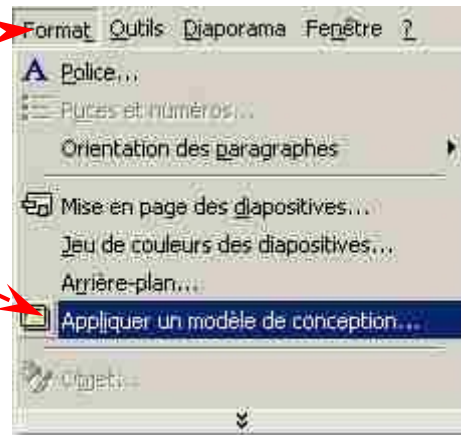 Format Outils Diaporama Fenêtre ?
A Police...
Puces et numéros...
Orientation des paragraphes
Mise en page des diapositives...
Jeu de couleurs des diapositives...
Arrière-plan...
Appliquer un modèle de conception...
Objet...